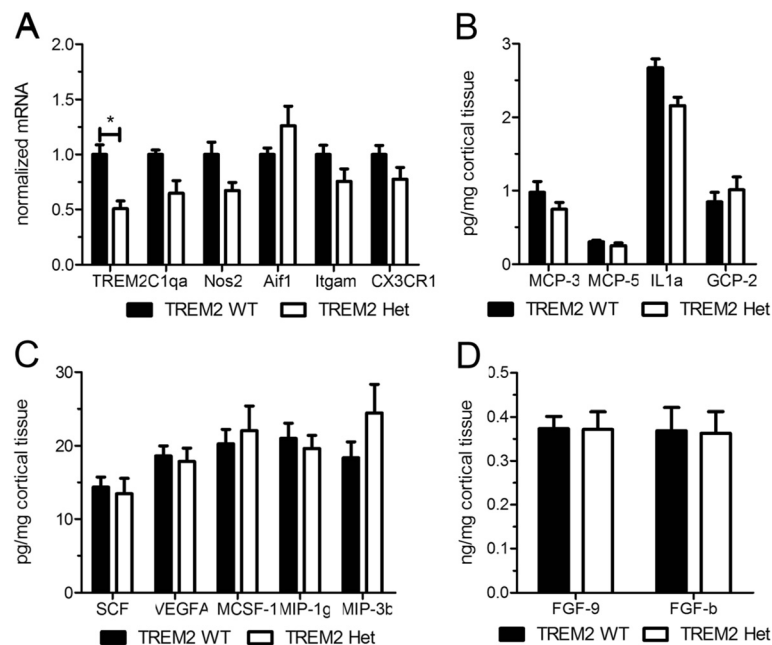 A
normalized mRNA
2.0
1.5
1.0
0.5
0.0
*
TREM2C1qa Nos2 Aif1 Itgam CX3CR1
TREM2 WT TREM2 Het
B
pg/mg cortical tissue
3
2
1
0
MCP-3 MCP-5 IL1a GCP-2
TREM2 WT TREM2 Het
C
pg/mg cortical tissue
30
20
10
0
SCF VEGFA MCSF-1 MIP-1g MIP-3b
TREM2 WT TREM2 Het
D
ng/mg cortical tissue
0.5
0.4
0.3
0.2
0.1
0.0
FGF-9 FGF-b
TREM2 WT TREM2 Het